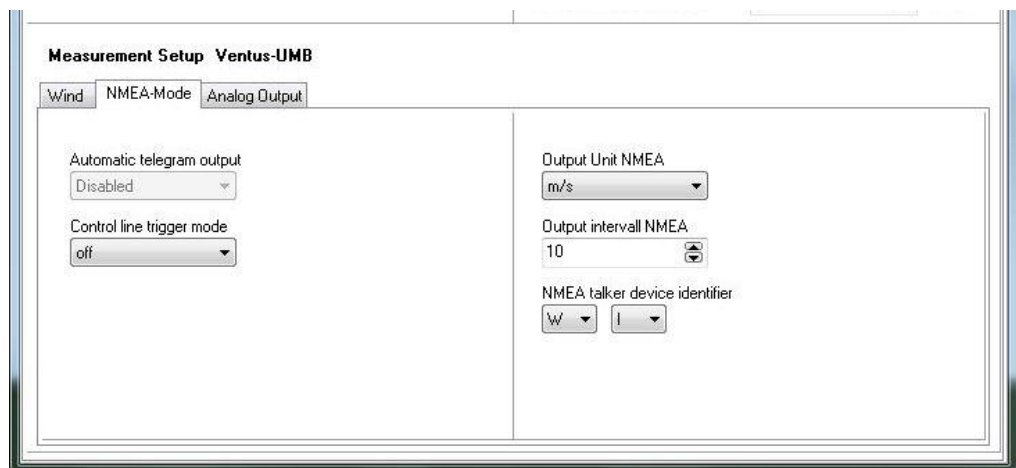 Measurement Setup Ventus-UMB
Wind NMEA-Mode Analog Output
Automatic telegram output
Disabled
Control line trigger mode
off
Output Unit NMEA
m/s
Output intervall NMEA
10
NMEA talker device identifier
W I